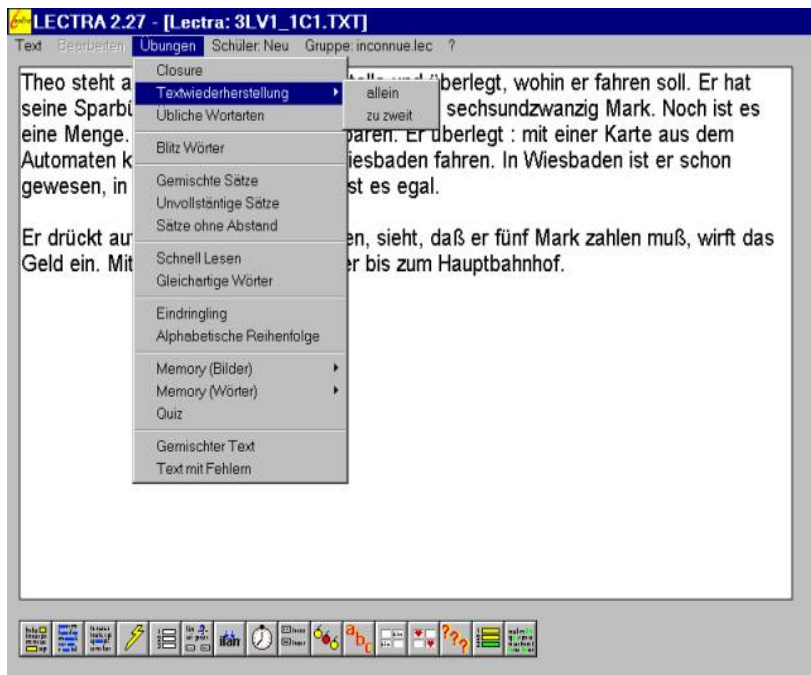 LECTRA 2.27 - [Lectra: 3LV1_1C1.TXT]
Text Bearbeiten Übungen Schüler: Neu Gruppe: inconnue.lec ?
Theo steht a überlegt, wohin er fahren soll. Er hat
seine Sparbü sechsundzwanzig Mark. Noch ist es
eine Menge. Er überlegt : mit einer Karte aus dem
Automaten k iesbaden fahren. In Wiesbaden ist er schon
gewesen, in st es egal.
Er drückt au en, sieht, daß er fünf Mark zahlen muß, wirft das
Geld ein. Mit er bis zum Hauptbahnhof.
Closure
Textwiederherstellung
allein
zu zweit
Übliche Wortarten
Blitz Wörter
Gemischte Sätze
Unvollstäntige Sätze
Sätze ohne Abstand
Schnell Lesen
Gleichartige Wörter
Eindringling
Alphabetische Reihenfolge
Memory (Bilder)
Memory (Wörter)
Quiz
Gemischter Text
Text mit Fehlern